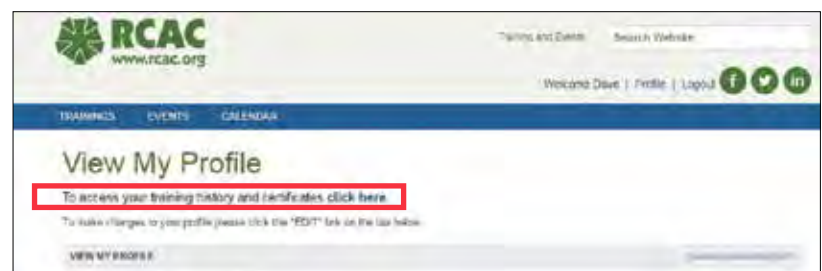 RCAC
www.rcac.org
Training and Events Search Website
Welcome Dave | Profile | Logout
TRAININGS EVENTS CALENDAR
View My Profile
To access your training history and certificates click here.
To make changes to your profile please click the "EDIT" link on the bar below.
VIEW MY PROFILE